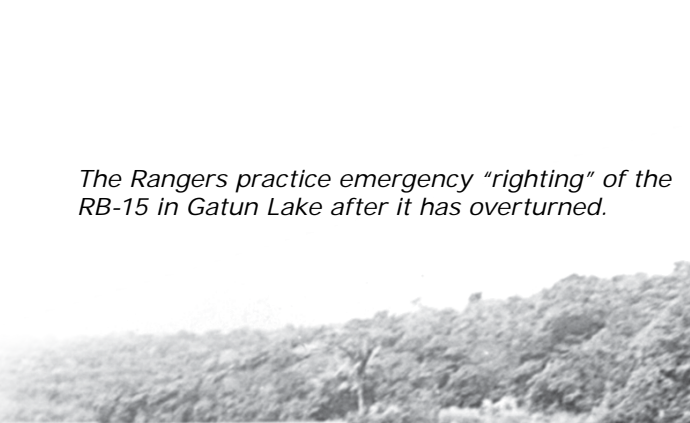 The Rangers practice emergency “righting” of the
RB-15 in Gatun Lake after it has overturned.